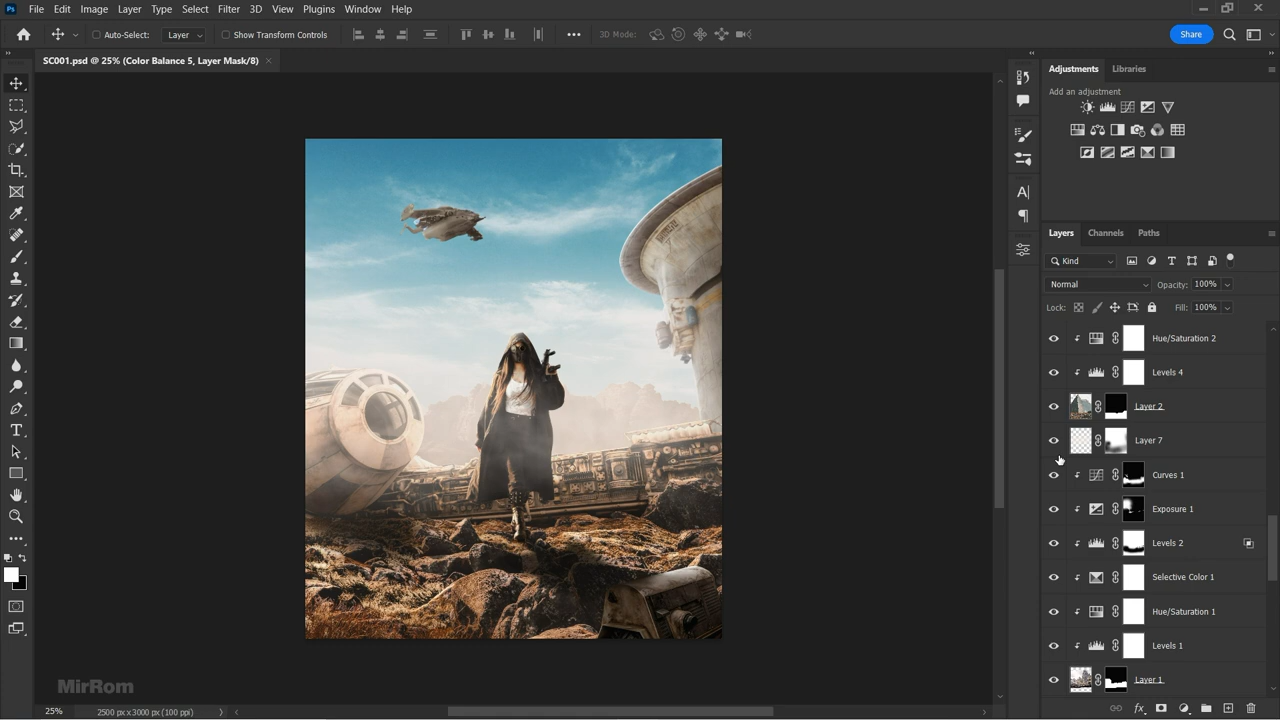 Ps File Edit Image Layer Type Select Filter 3D View Plugins Window Help
Auto-Select: Layer Show Transform Controls 3D Mode: Share
SC001.psd @ 25% (Color Balance 5, Layer Mask/8)
Adjustments Libraries
Add an adjustment
Layers Channels Paths
Kind
Normal Opacity: 100%
Lock: Fill: 100%
Hue/Saturation 2
Levels 4
Layer 2
Layer 7
Curves 1
Exposure 1
Levels 2
Selective Color 1
Hue/Saturation 1
Levels 1
Layer 1
MirRom
25% 2500 px x 3000 px (100 ppi)